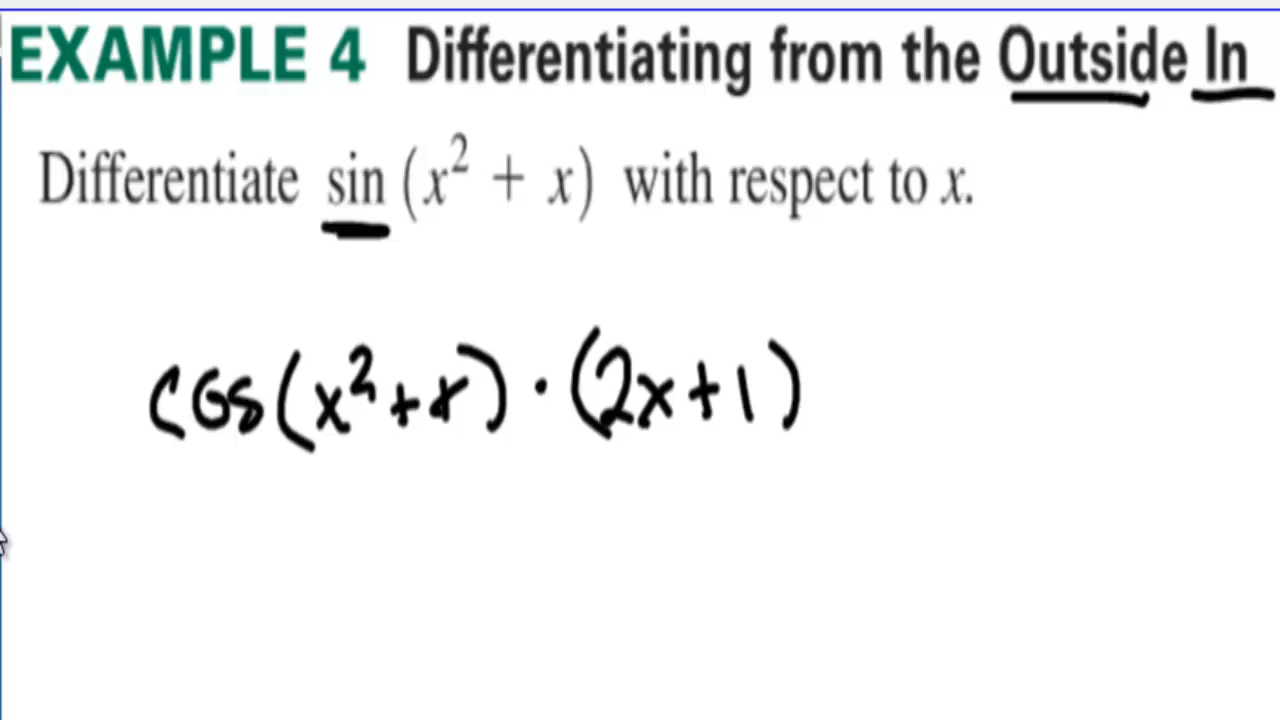 EXAMPLE 4 Differentiating from the Outside In
Differentiate sin (x² + x) with respect to x.
cos(x² + x) · (2x + 1)